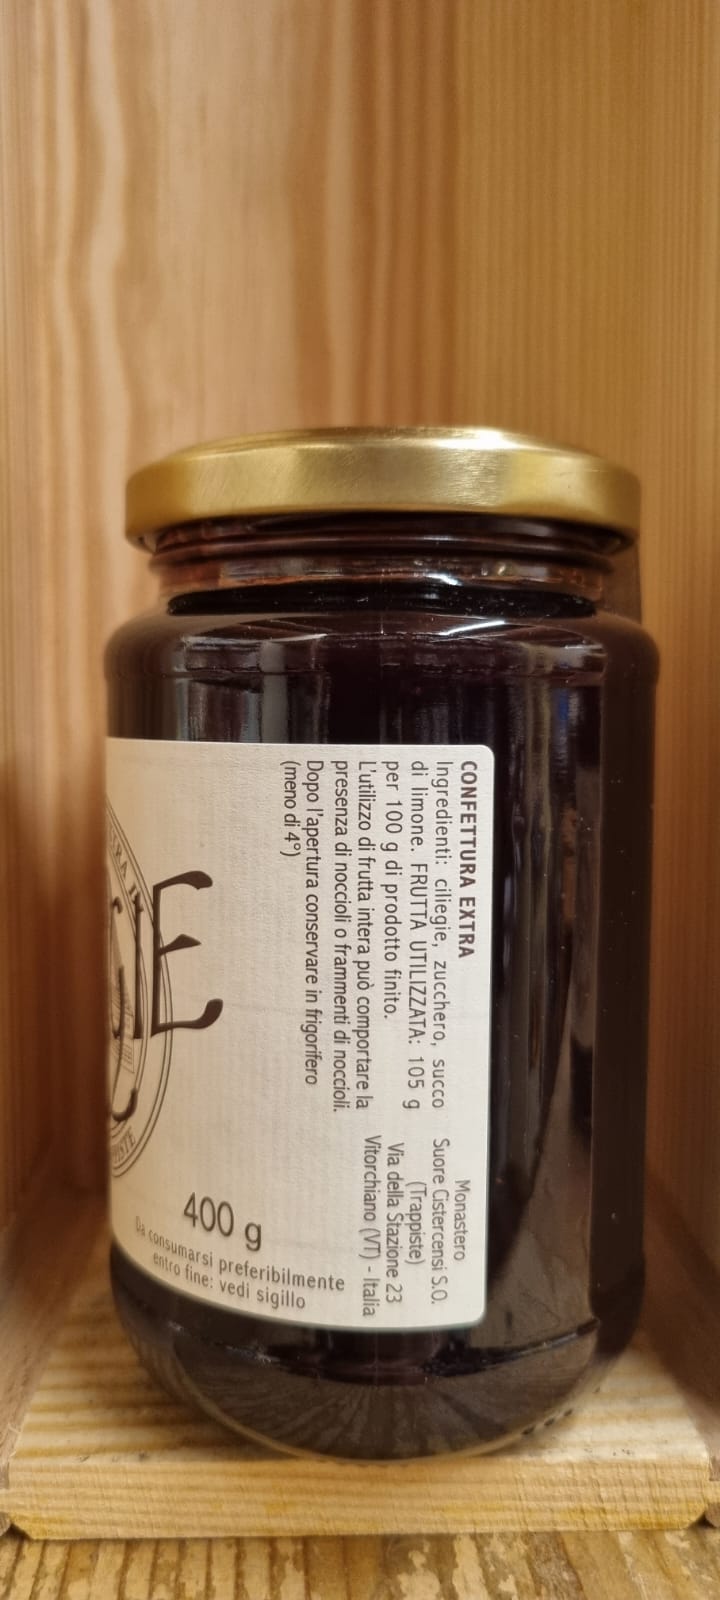 CONFETTURA EXTRA
Ingredienti: ciliegie, zucchero, succo
di limone. FRUTTA UTILIZZATA: 105 g
per 100 g di prodotto finito.
L'utilizzo di frutta intera può comportare la
presenza di noccioli o frammenti di noccioli.
Dopo l'apertura conservare in frigorifero
(meno di 4°)
Monastero
Suore Cistercensi S.O.
(Trappiste)
Via della Stazione 23
Vitorchiano (VT) - Italia
400 g
Da consumarsi preferibilmente
entro fine: vedi sigillo